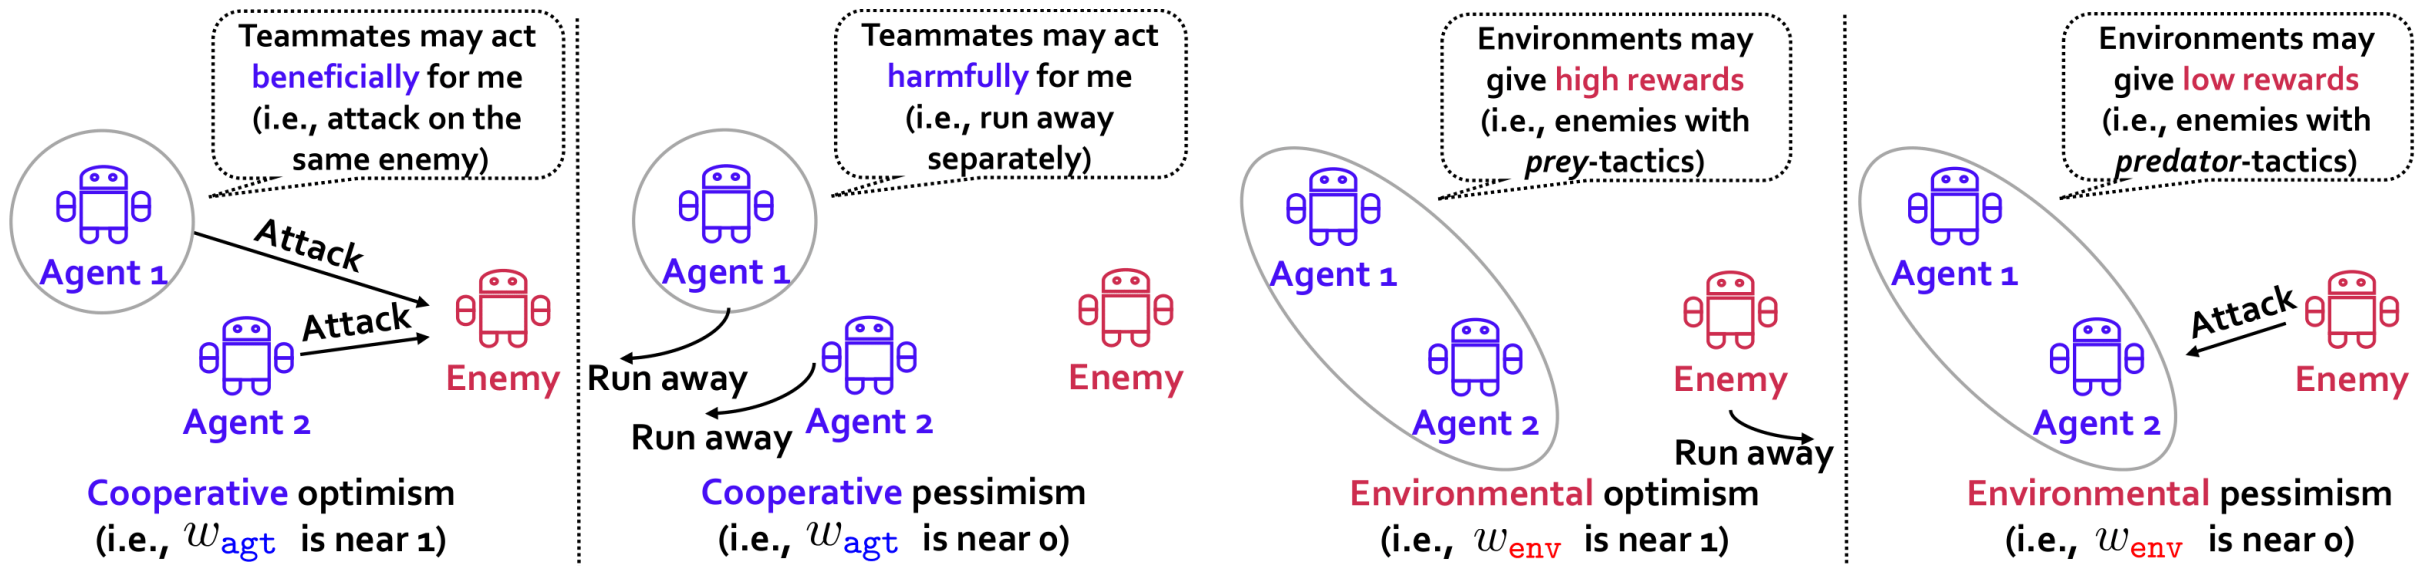 Teammates may act
beneficially for me
(i.e., attack on the
same enemy)
Agent 1
Attack
Attack
Agent 2
Enemy
Cooperative optimism
(i.e., w_agt is near 1)
Teammates may act
harmfully for me
(i.e., run away
separately)
Agent 1
Run away
Run away
Agent 2
Enemy
Cooperative pessimism
(i.e., w_agt is near 0)
Environments may
give high rewards
(i.e., enemies with
prey-tactics)
Agent 1
Agent 2
Enemy
Run away
Environmental optimism
(i.e., w_env is near 1)
Environments may
give low rewards
(i.e., enemies with
predator-tactics)
Agent 1
Agent 2
Attack
Enemy
Environmental pessimism
(i.e., w_env is near 0)